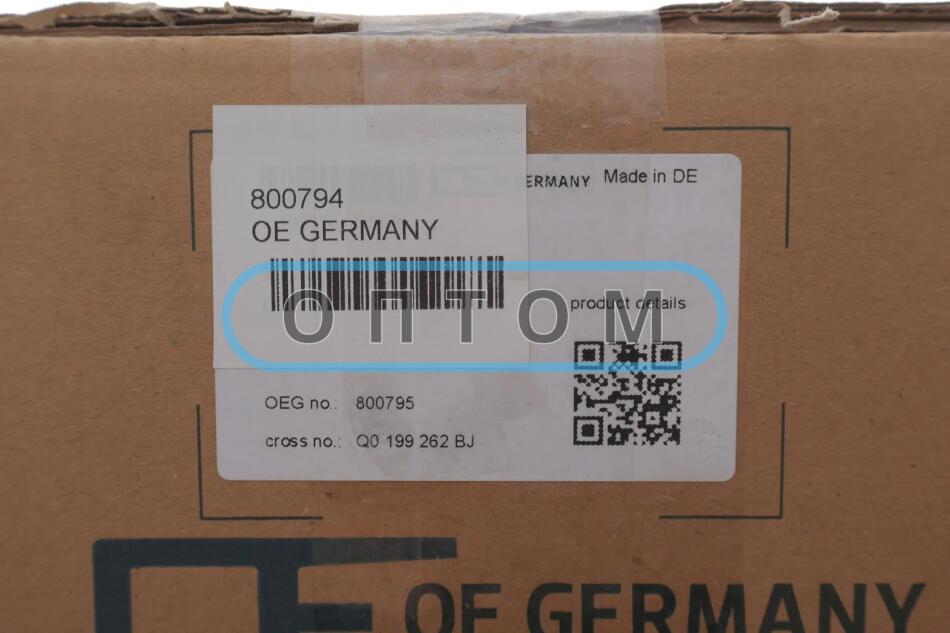 ERMANY Made in DE
800794
OE GERMANY
ОПТОМ
product details
OEG no.: 800795
cross no.: Q0 199 262 BJ
OE GERMANY